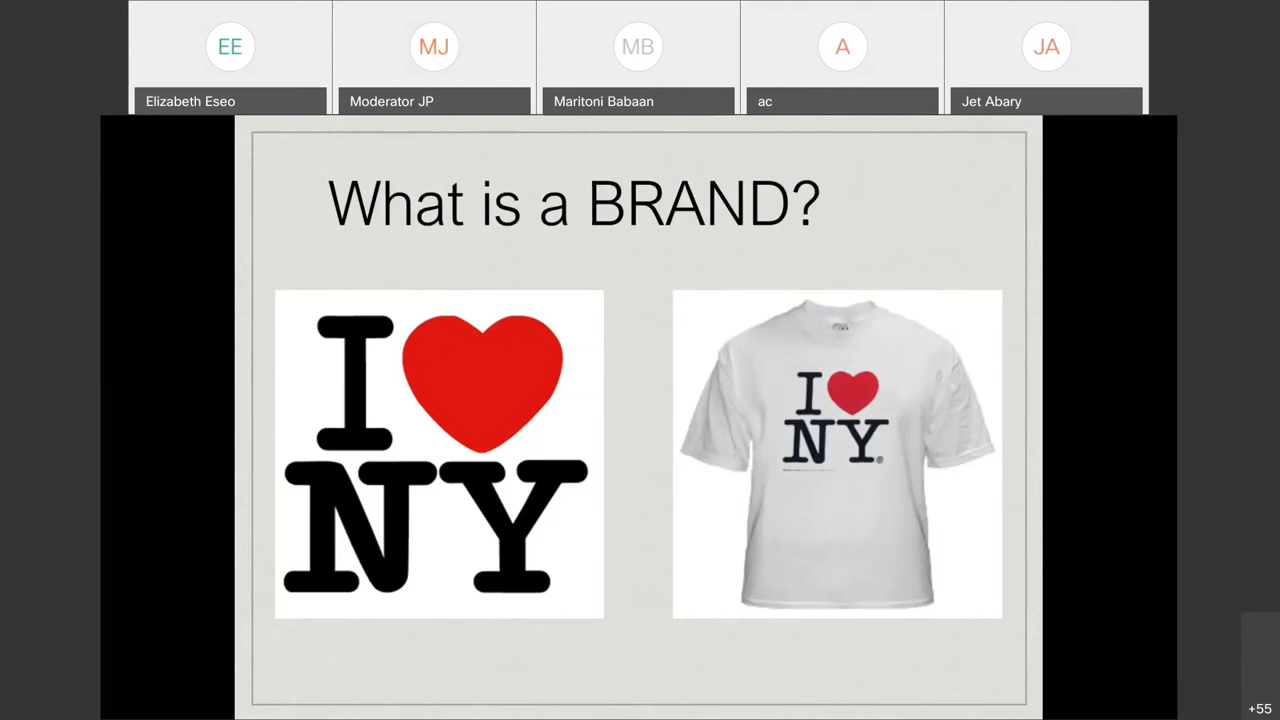 EE
MJ
MB
A
JA
Elizabeth Eseo
Moderator JP
Maritoni Babaan
ac
Jet Abary
What is a BRAND?
I
NY
I
NY®
+55